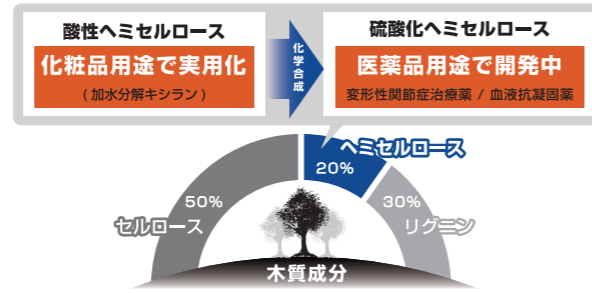 酸性ヘミセルロース
化粧品用途で実用化
( 加水分解キシラン )
化学合成
硫酸化ヘミセルロース
医薬品用途で開発中
変形性関節症治療薬 / 血液抗凝固薬
ヘミセルロース
20%
50%
セルロース
30%
リグニン
木質成分